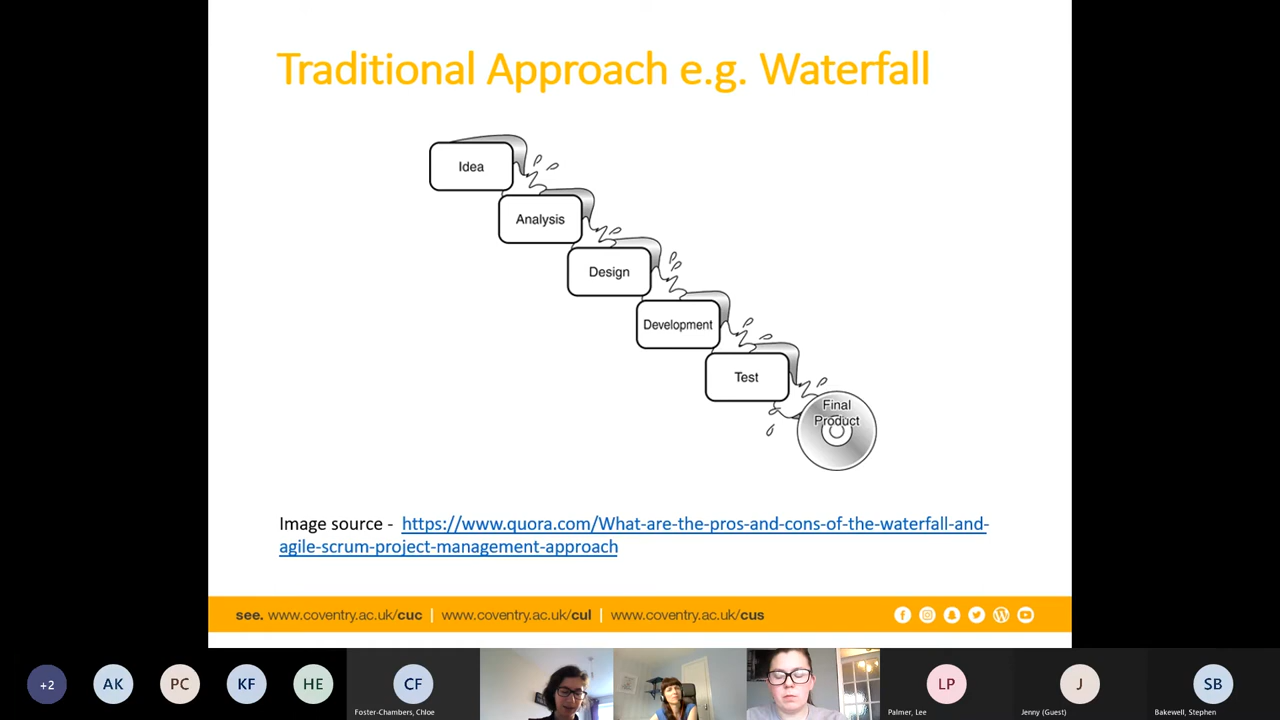 Traditional Approach e.g. Waterfall
Idea
Analysis
Design
Development
Test
Final
Product
Image source - https://www.quora.com/What-are-the-pros-and-cons-of-the-waterfall-and-
agile-scrum-project-management-approach
see. www.coventry.ac.uk/cuc | www.coventry.ac.uk/cul | www.coventry.ac.uk/cus
+2
AK
PC
KF
HE
CF
Foster-Chambers, Chloe
LP
Palmer, Lee
J
Jenny (Guest)
SB
Bakewell, Stephen